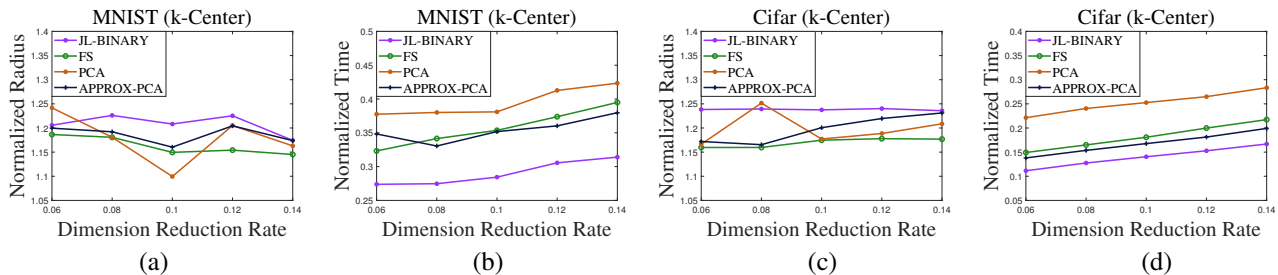 MNIST (k-Center)
1.4
1.35
1.3
1.25
1.2
1.15
1.1
1.05
Normalized Radius
JL-BINARY
FS
PCA
APPROX-PCA
0.06 0.08 0.1 0.12 0.14
Dimension Reduction Rate
(a)
MNIST (k-Center)
0.5
0.45
0.4
0.35
0.3
0.25
Normalized Time
JL-BINARY
FS
PCA
APPROX-PCA
0.06 0.08 0.1 0.12 0.14
Dimension Reduction Rate
(b)
Cifar (k-Center)
1.4
1.35
1.3
1.25
1.2
1.15
1.1
1.05
Normalized Radius
JL-BINARY
FS
PCA
APPROX-PCA
0.06 0.08 0.1 0.12 0.14
Dimension Reduction Rate
(c)
Cifar (k-Center)
0.4
0.35
0.3
0.25
0.2
0.15
0.1
0.05
Normalized Time
JL-BINARY
FS
PCA
APPROX-PCA
0.06 0.08 0.1 0.12 0.14
Dimension Reduction Rate
(d)